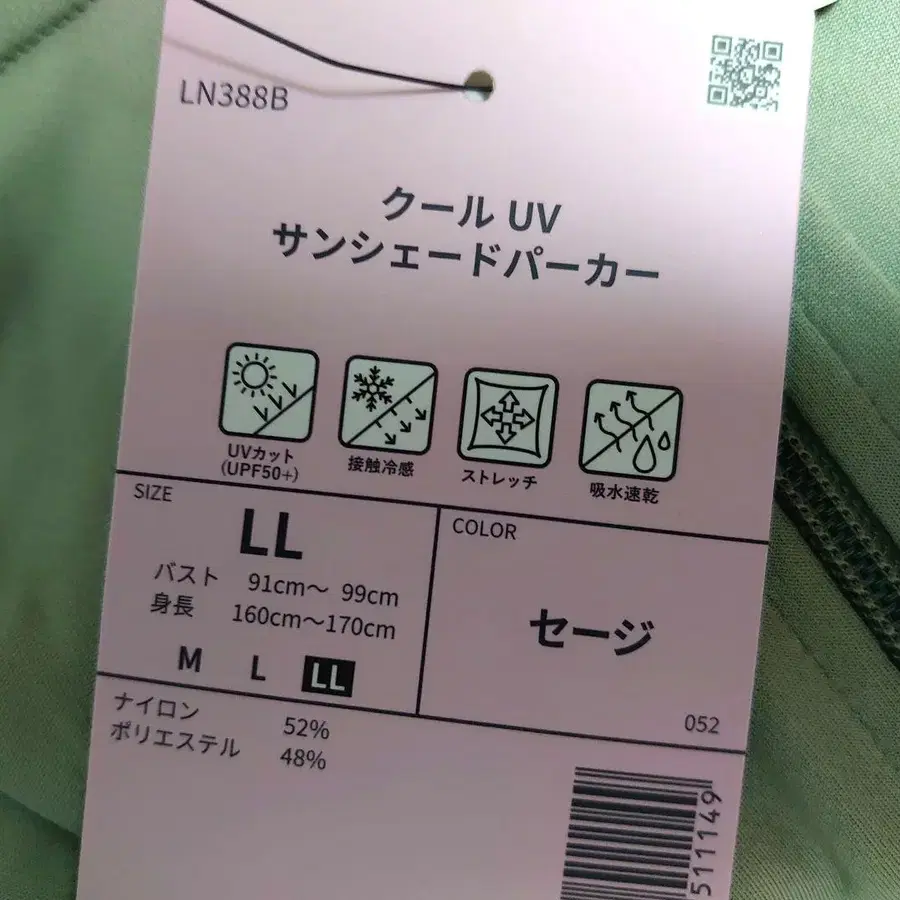 LN388B
クール UV
サンシェードパーカー
UVカット
(UPF50+)
接触冷感
ストレッチ
吸水速乾
SIZE
LL
バスト 91cm〜 99cm
身長 160cm〜170cm
M L LL
COLOR
セージ
052
ナイロン 52%
ポリエステル 48%
511149